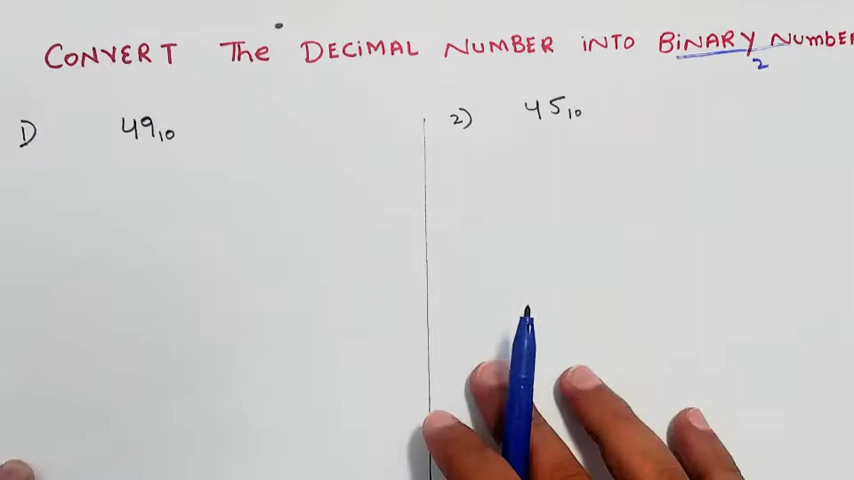 CONVERT The DECiMAL NUMBER iNTO BiNARY NumbER
2
1) 49₁₀
2) 45₁₀